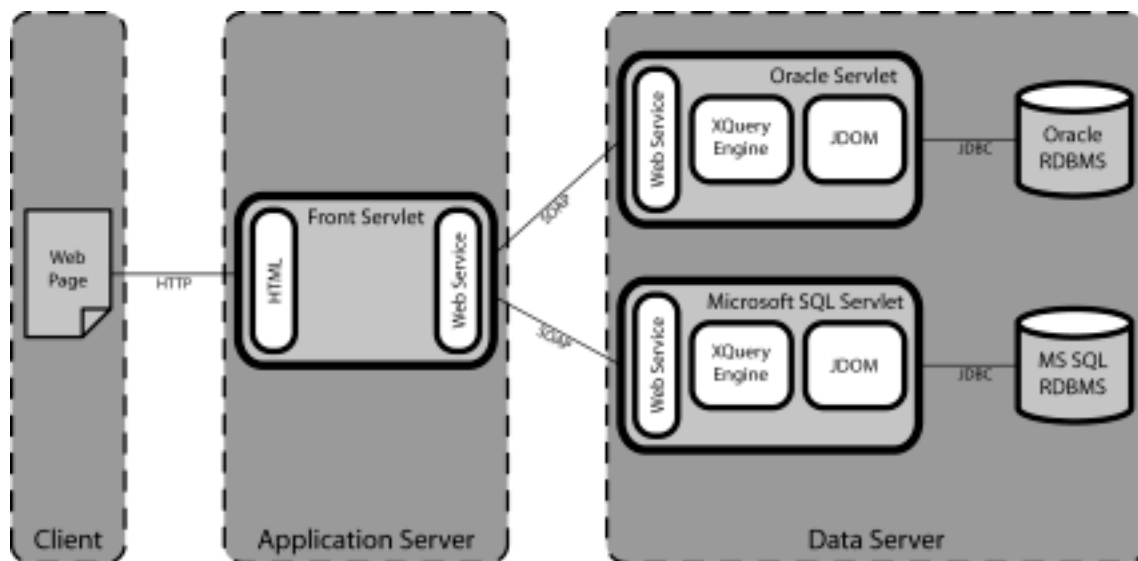 Web
Page
HTTP
Front Servlet
HTML
Web Service
SOAP
SOAP
Oracle Servlet
Web Service
XQuery
Engine
JDOM
JDBC
Oracle
RDBMS
Microsoft SQL Servlet
Web Service
XQuery
Engine
JDOM
JDBC
MS SQL
RDBMS
Client
Application Server
Data Server